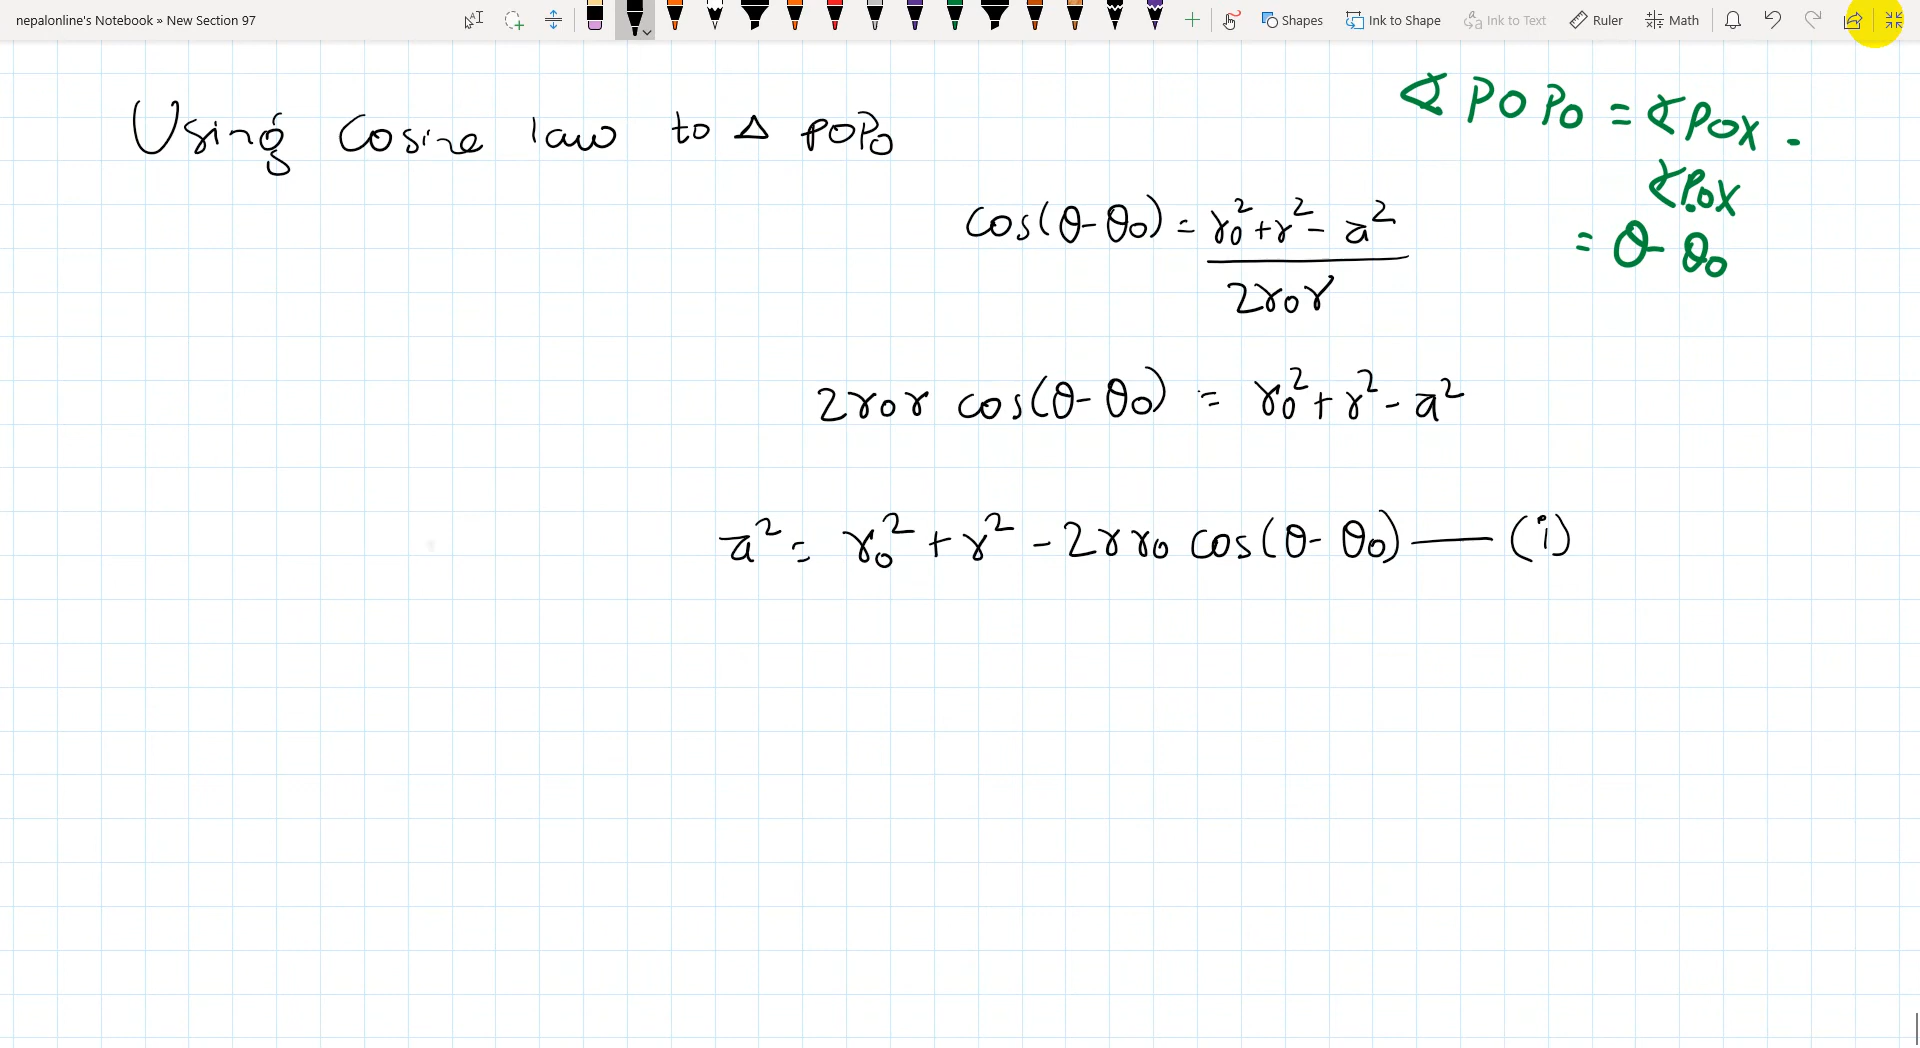 nepalonline's Notebook » New Section 97
Shapes Ink to Shape Ink to Text Ruler Math
Using Cosine law to Δ POP₀
∢ POP₀ = ∢POX -
∢P₀OX
= θ - θ₀
cos(θ-θ₀) = r₀²+r²-a²
2r₀r
2r₀r cos(θ-θ₀) = r₀²+r²-a²
a² = r₀²+r²-2rr₀ cos(θ-θ₀) — (i)